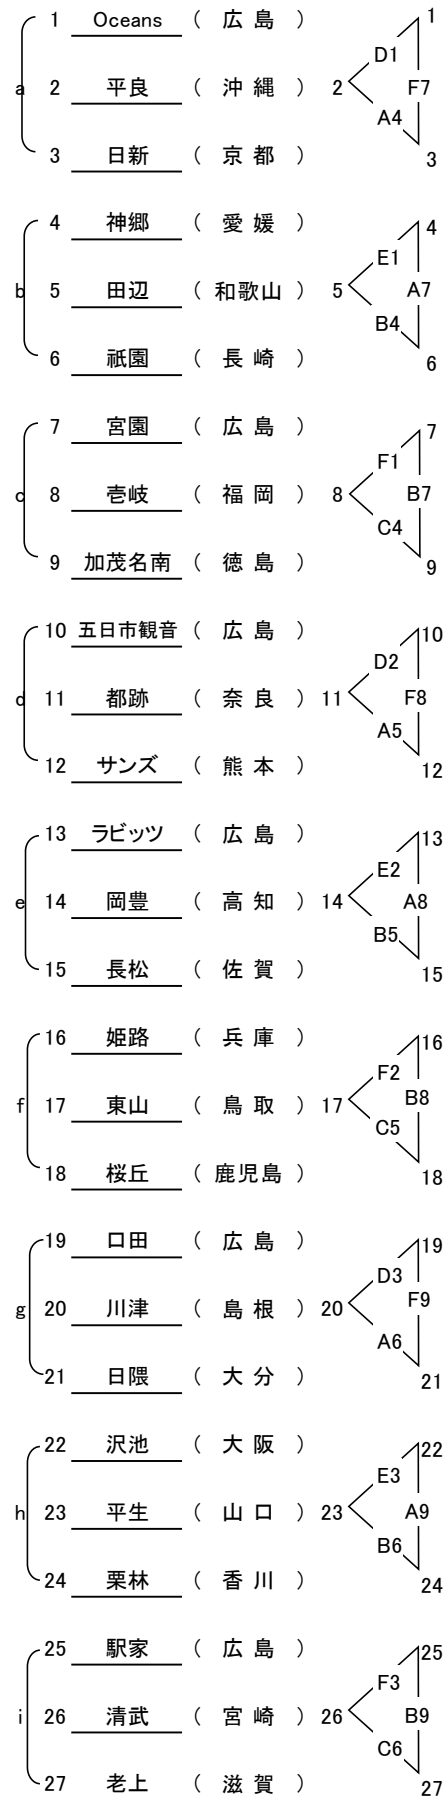 1 Oceans ( 広 島 ) 1
D1
a 2 平良 ( 沖 縄 ) 2 F7
A4
3 日新 ( 京 都 ) 3
4 神郷 ( 愛 媛 ) 4
E1
b 5 田辺 ( 和歌山 ) 5 A7
B4
6 祇園 ( 長 崎 ) 6
7 宮園 ( 広 島 ) 7
F1
c 8 壱岐 ( 福 岡 ) 8 B7
C4
9 加茂名南 ( 徳 島 ) 9
10 五日市観音 ( 広 島 ) 10
D2
d 11 都跡 ( 奈 良 ) 11 F8
A5
12 サンズ ( 熊 本 ) 12
13 ラビッツ ( 広 島 ) 13
E2
e 14 岡豊 ( 高 知 ) 14 A8
B5
15 長松 ( 佐 賀 ) 15
16 姫路 ( 兵 庫 ) 16
F2
f 17 東山 ( 鳥 取 ) 17 B8
C5
18 桜丘 ( 鹿児島 ) 18
19 口田 ( 広 島 ) 19
D3
g 20 川津 ( 島 根 ) 20 F9
A6
21 日隈 ( 大 分 ) 21
22 沢池 ( 大 阪 ) 22
E3
h 23 平生 ( 山 口 ) 23 A9
B6
24 栗林 ( 香 川 ) 24
25 駅家 ( 広 島 ) 25
F3
i 26 清武 ( 宮 崎 ) 26 B9
C6
27 老上 ( 滋 賀 ) 27